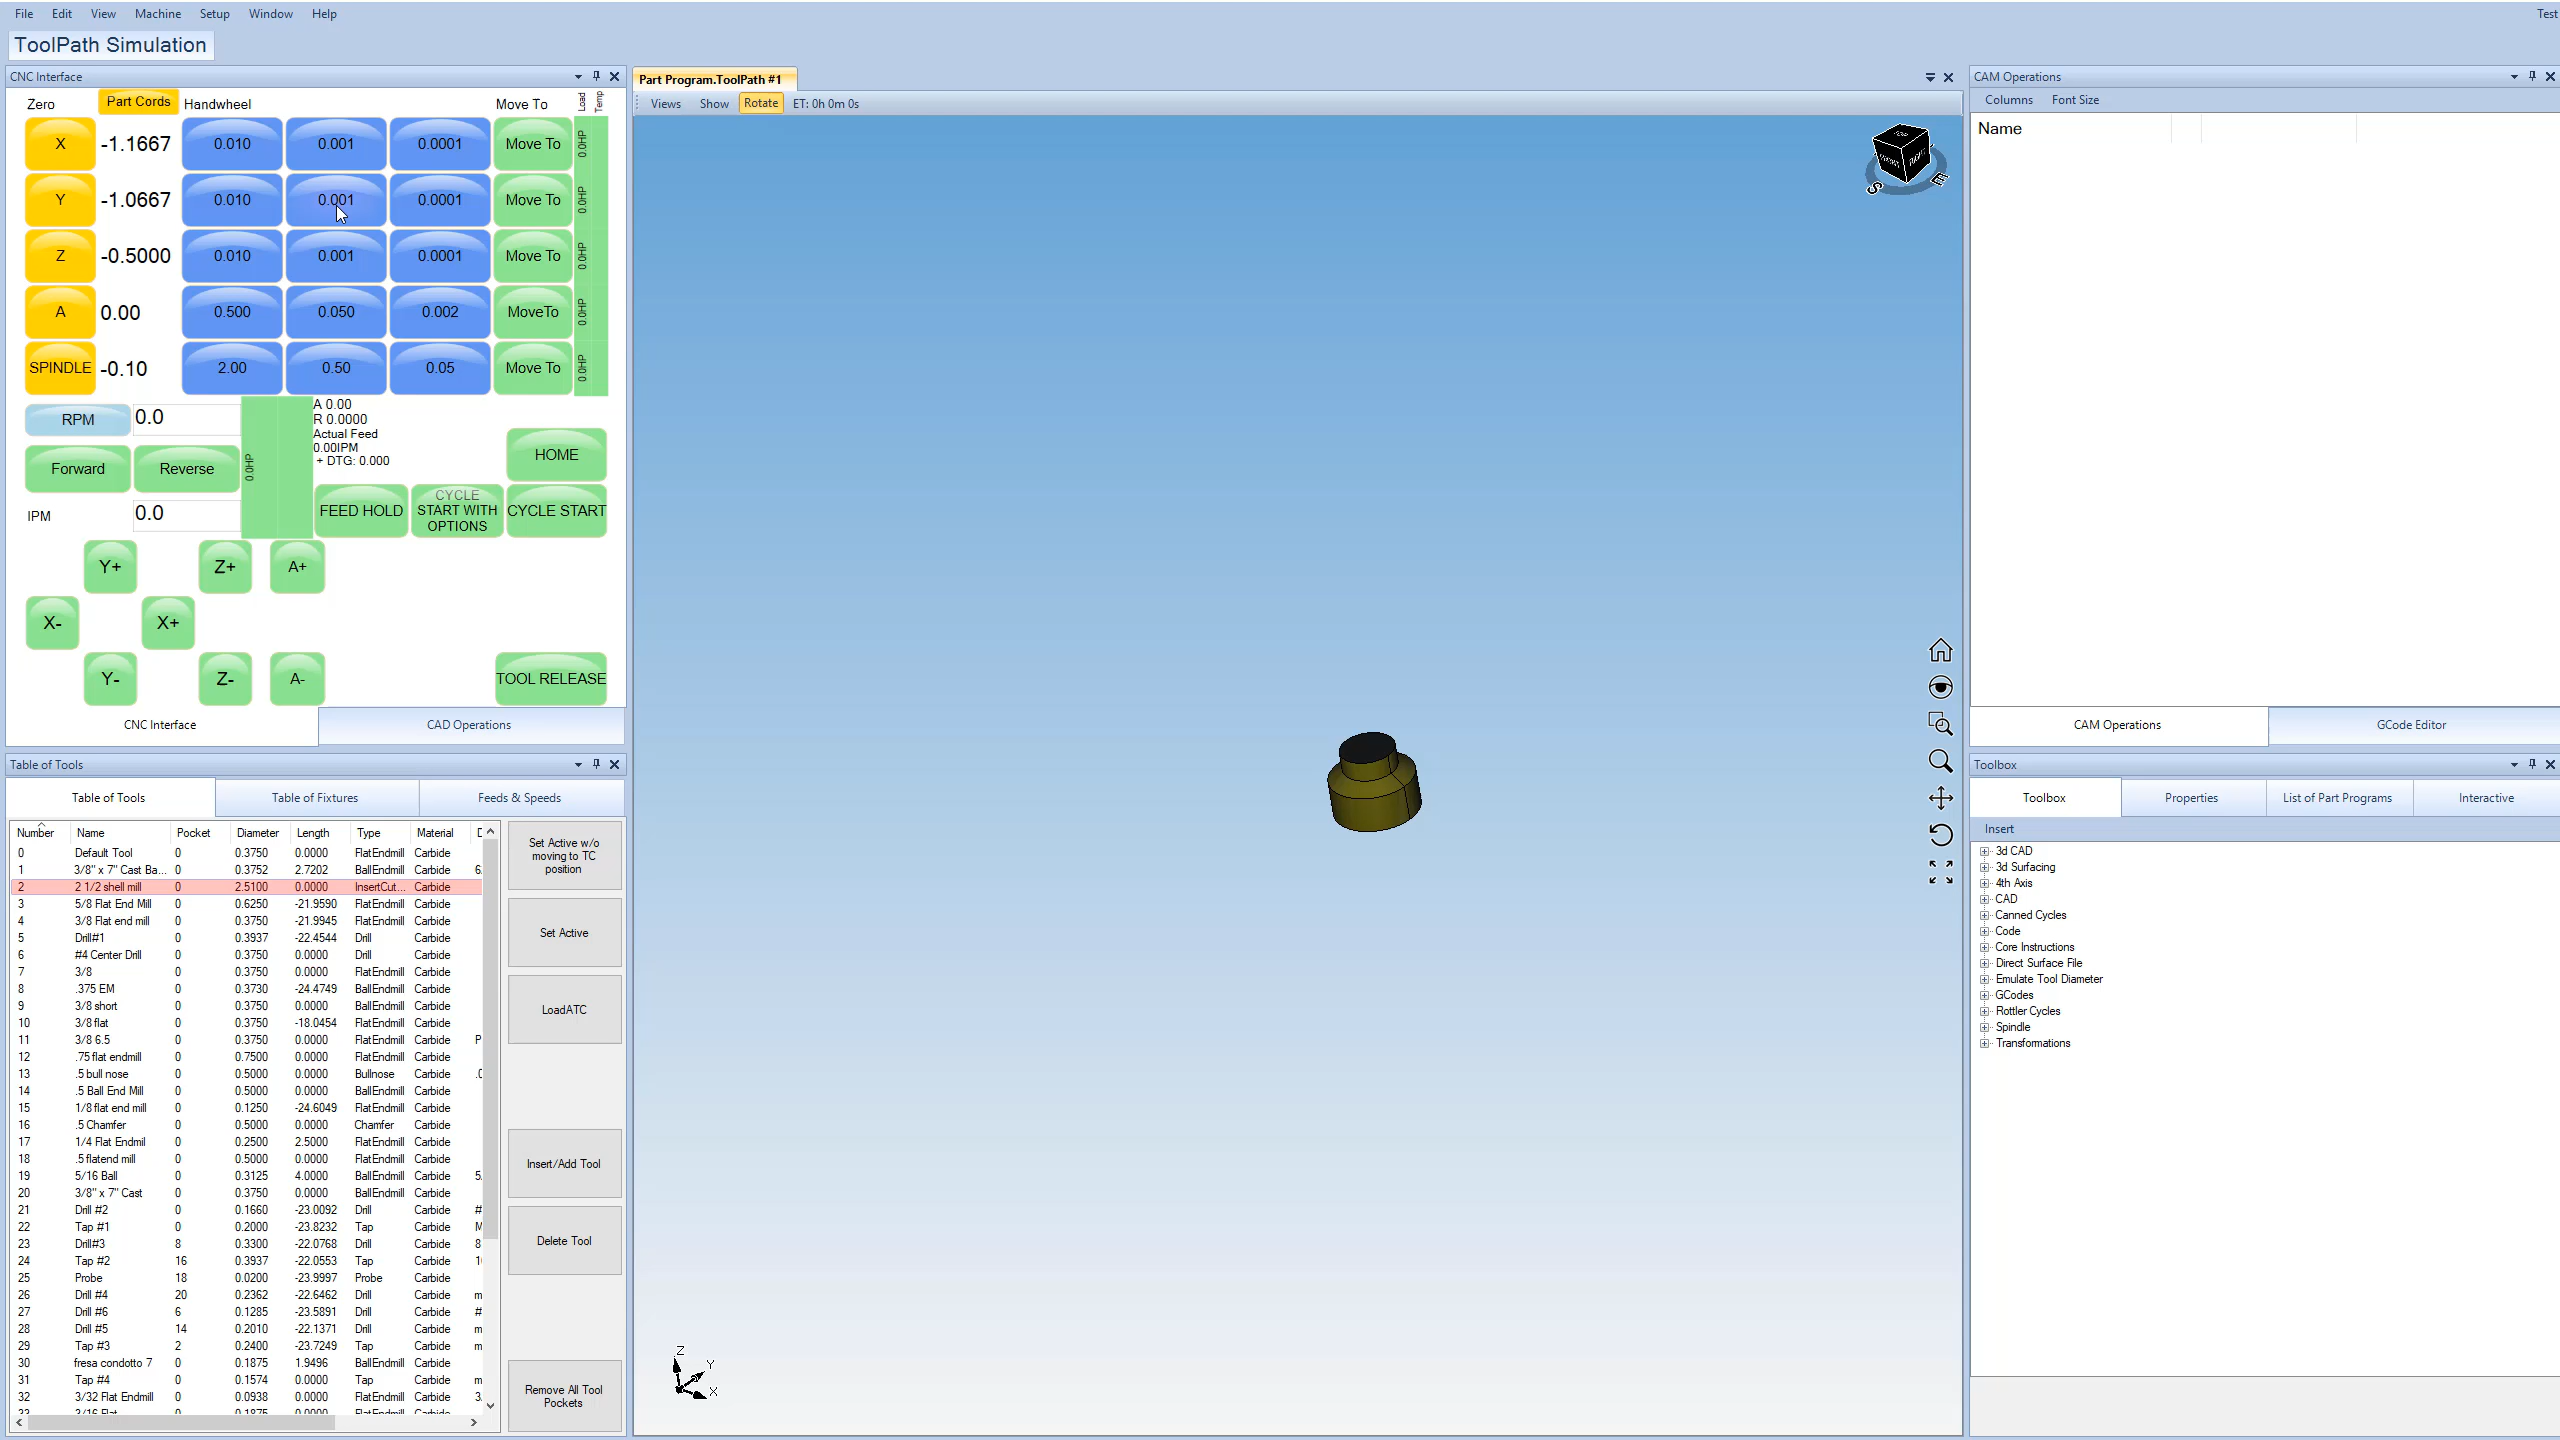 File Edit View Machine Setup Window Help Test
ToolPath Simulation
CNC Interface
Zero Part Cords Handwheel Move To Load Temp
X -1.1667 0.010 0.001 0.0001 Move To 0.0HP
Y -1.0667 0.010 0.001 0.0001 Move To 0.0HP
Z -0.5000 0.010 0.001 0.0001 Move To 0.0HP
A 0.00 0.500 0.050 0.002 MoveTo 0.0HP
SPINDLE -0.10 2.00 0.50 0.05 Move To 0.0HP
RPM 0.0
A 0.00
R 0.0000
Actual Feed
0.00IPM
+ DTG: 0.000
HOME
Forward Reverse 0.0HP
IPM 0.0
FEED HOLD
CYCLE
START WITH
OPTIONS
CYCLE START
Y+ Z+ A+
X- X+
Y- Z- A- TOOL RELEASE
CNC Interface CAD Operations
Table of Tools
Table of Tools Table of Fixtures Feeds & Speeds
Number Name Pocket Diameter Length Type Material
0 Default Tool 0 0.3750 0.0000 FlatEndmill Carbide
1 3/8" x 7" Cast Ba... 0 0.3752 2.7202 BallEndmill Carbide 6
2 2 1/2 shell mill 0 2.5100 0.0000 InsertCut... Carbide
3 5/8 Flat End Mill 0 0.6250 -21.9590 FlatEndmill Carbide
4 3/8 Flat end mill 0 0.3750 -21.9945 FlatEndmill Carbide
5 Drill#1 0 0.3937 -22.4544 Drill Carbide
6 #4 Center Drill 0 0.3750 0.0000 Drill Carbide
7 3/8 0 0.3750 0.0000 FlatEndmill Carbide
8 .375 EM 0 0.3730 -24.4749 BallEndmill Carbide
9 3/8 short 0 0.3750 0.0000 BallEndmill Carbide
10 3/8 flat 0 0.3750 -18.0454 FlatEndmill Carbide
11 3/8 6.5 0 0.3750 0.0000 FlatEndmill Carbide P
12 .75 flat endmill 0 0.7500 0.0000 FlatEndmill Carbide
13 .5 bull nose 0 0.5000 0.0000 Bullnose Carbide
14 .5 Ball End Mill 0 0.5000 0.0000 BallEndmill Carbide
15 1/8 flat end mill 0 0.1250 -24.6049 FlatEndmill Carbide
16 .5 Chamfer 0 0.5000 0.0000 Chamfer Carbide
17 1/4 Flat Endmil 0 0.2500 2.5000 FlatEndmill Carbide
18 .5 flatend mill 0 0.5000 0.0000 FlatEndmill Carbide
19 5/16 Ball 0 0.3125 4.0000 BallEndmill Carbide 5
20 3/8" x 7" Cast 0 0.3750 0.0000 BallEndmill Carbide
21 Drill #2 0 0.1660 -23.0092 Drill Carbide #
22 Tap #1 0 0.2000 -23.8232 Tap Carbide M
23 Drill#3 8 0.3300 -22.0768 Drill Carbide 8
24 Tap #2 16 0.3937 -22.0553 Tap Carbide 1
25 Probe 18 0.0200 -23.9997 Probe Carbide
26 Drill #4 20 0.2362 -22.6462 Drill Carbide m
27 Drill #6 6 0.1285 -23.5891 Drill Carbide #
28 Drill #5 14 0.2010 -22.1371 Drill Carbide m
29 Tap #3 2 0.2400 -23.7249 Tap Carbide m
30 fresa condotto 7 0 0.1875 1.9496 BallEndmill Carbide
31 Tap #4 0 0.1574 0.0000 Tap Carbide m
32 3/32 Flat Endmill 0 0.0938 0.0000 FlatEndmill Carbide 3
Set Active w/o
moving to TC
position
Set Active
LoadATC
Insert/Add Tool
Delete Tool
Remove All Tool
Pockets
Part Program.ToolPath #1
Views Show Rotate ET: 0h 0m 0s
TOP
RIGHT
S E
Z
Y
X
CAM Operations
Columns Font Size
Name
CAM Operations GCode Editor
Toolbox
Toolbox Properties List of Part Programs Interactive
Insert
3d CAD
3d Surfacing
4th Axis
CAD
Canned Cycles
Code
Core Instructions
Direct Surface File
Emulate Tool Diameter
GCodes
Rottler Cycles
Spindle
Transformations